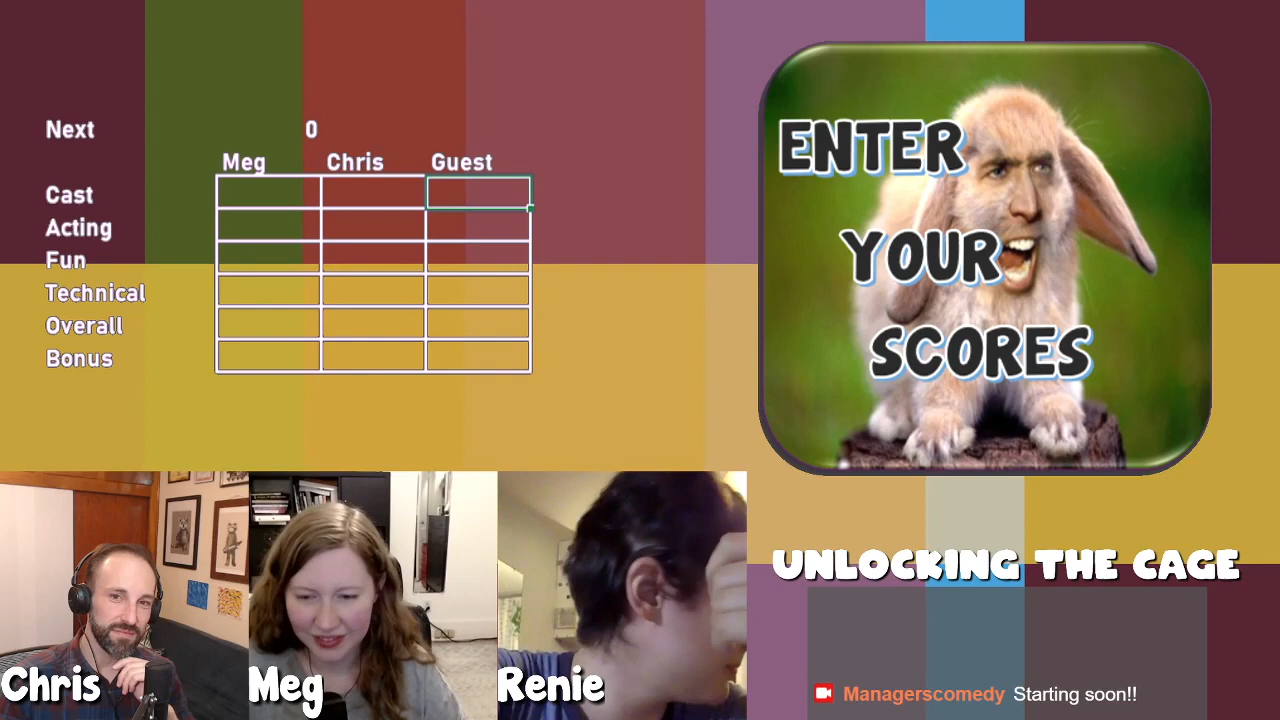 Next 0
Meg Chris Guest
Cast
Acting
Fun
Technical
Overall
Bonus
ENTER
YOUR
SCORES
UNLOCKING THE CAGE
Chris Meg Renie
Managerscomedy Starting soon!!